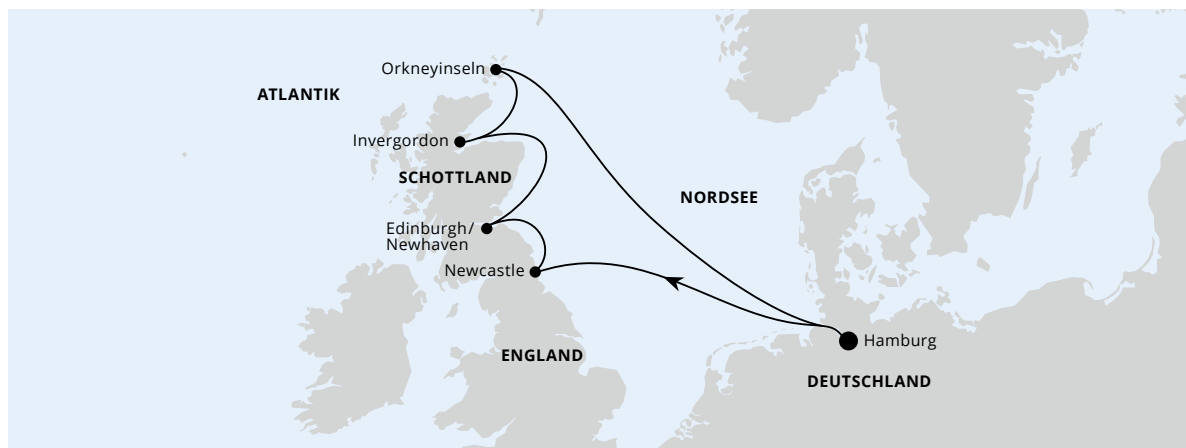 Orkneyinseln
ATLANTIK
Invergordon
SCHOTTLAND
NORDSEE
Edinburgh/
Newhaven
Newcastle
Hamburg
ENGLAND
DEUTSCHLAND